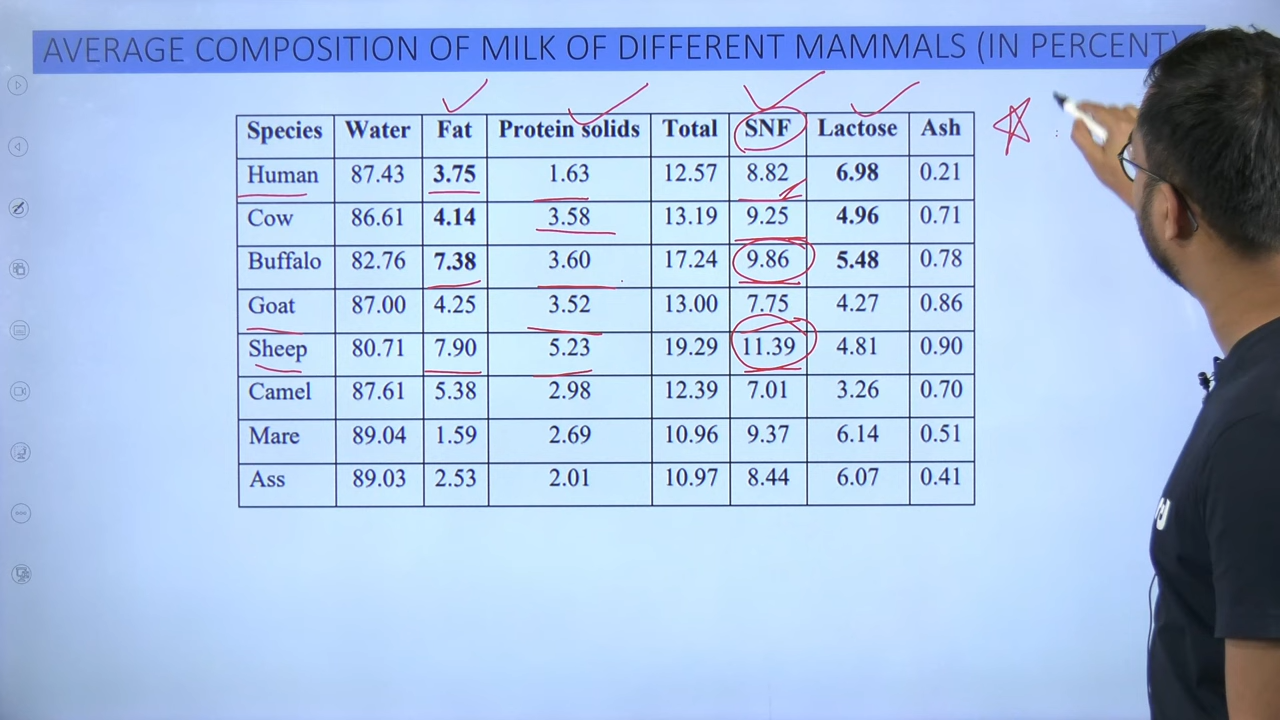 AVERAGE COMPOSITION OF MILK OF DIFFERENT MAMMALS (IN PERCENT)
Species Water Fat Protein solids Total SNF Lactose Ash
Human 87.43 3.75 1.63 12.57 8.82 6.98 0.21
Cow 86.61 4.14 3.58 13.19 9.25 4.96 0.71
Buffalo 82.76 7.38 3.60 17.24 9.86 5.48 0.78
Goat 87.00 4.25 3.52 13.00 7.75 4.27 0.86
Sheep 80.71 7.90 5.23 19.29 11.39 4.81 0.90
Camel 87.61 5.38 2.98 12.39 7.01 3.26 0.70
Mare 89.04 1.59 2.69 10.96 9.37 6.14 0.51
Ass 89.03 2.53 2.01 10.97 8.44 6.07 0.41